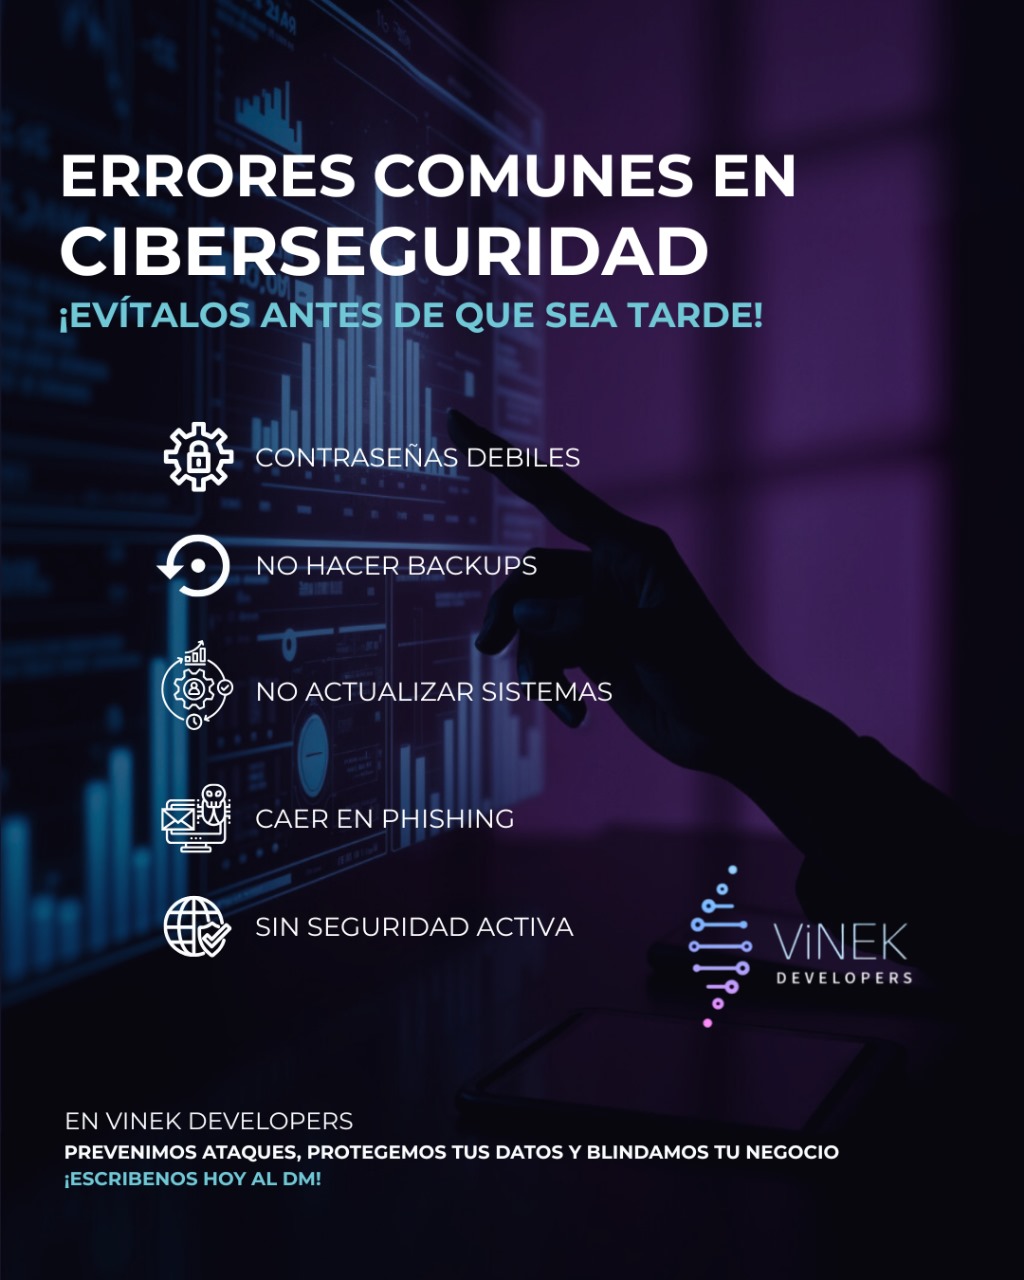 ERRORES COMUNES EN
CIBERSEGURIDAD
¡EVÍTALOS ANTES DE QUE SEA TARDE!
CONTRASEÑAS DEBILES
NO HACER BACKUPS
NO ACTUALIZAR SISTEMAS
CAER EN PHISHING
SIN SEGURIDAD ACTIVA
ViNEK
DEVELOPERS
EN VINEK DEVELOPERS
PREVENIMOS ATAQUES, PROTEGEMOS TUS DATOS Y BLINDAMOS TU NEGOCIO
¡ESCRIBENOS HOY AL DM!